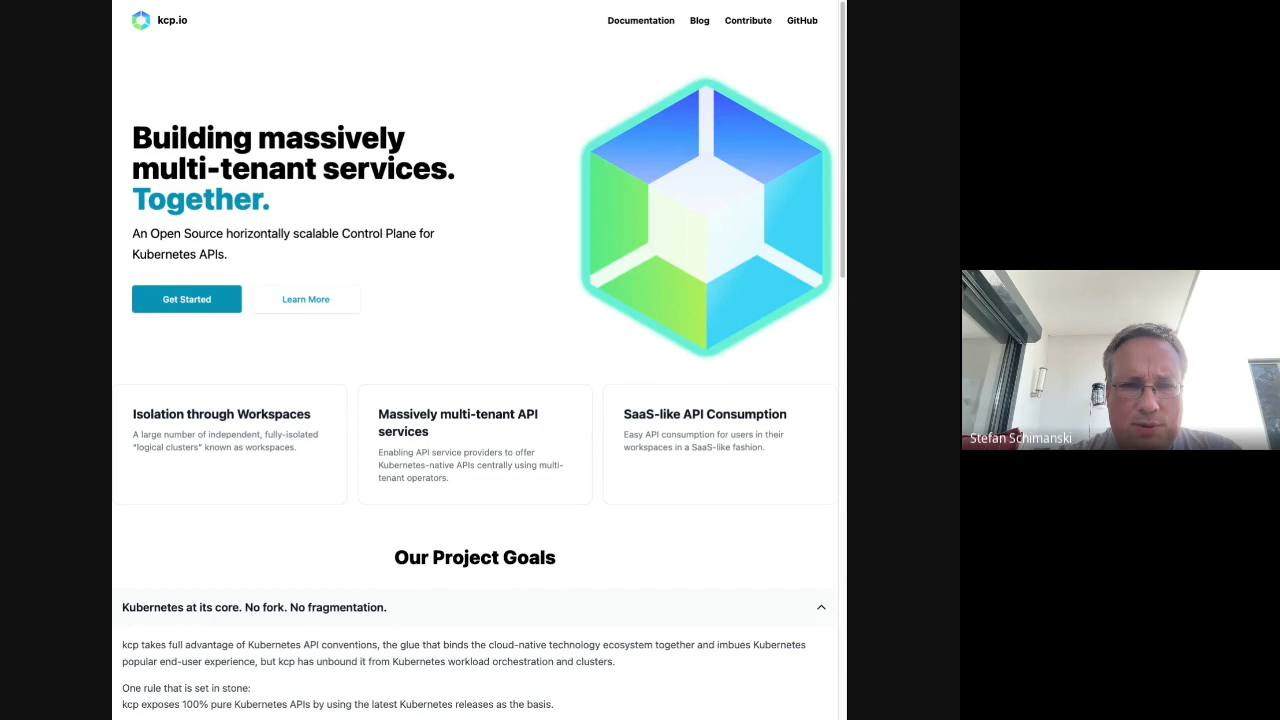 kcp.io
Documentation Blog Contribute GitHub
Building massively
multi-tenant services.
Together.
An Open Source horizontally scalable Control Plane for
Kubernetes APIs.
Get Started Learn More
Isolation through Workspaces
A large number of independent, fully-isolated
"logical clusters" known as workspaces.
Massively multi-tenant API
services
Enabling API service providers to offer
Kubernetes-native APIs centrally using multi-
tenant operators.
SaaS-like API Consumption
Easy API consumption for users in their
workspaces in a SaaS-like fashion.
Our Project Goals
Kubernetes at its core. No fork. No fragmentation.
kcp takes full advantage of Kubernetes API conventions, the glue that binds the cloud-native technology ecosystem together and imbues Kubernetes
popular end-user experience, but kcp has unbound it from Kubernetes workload orchestration and clusters.
One rule that is set in stone:
kcp exposes 100% pure Kubernetes APIs by using the latest Kubernetes releases as the basis.
Stefan Schimanski